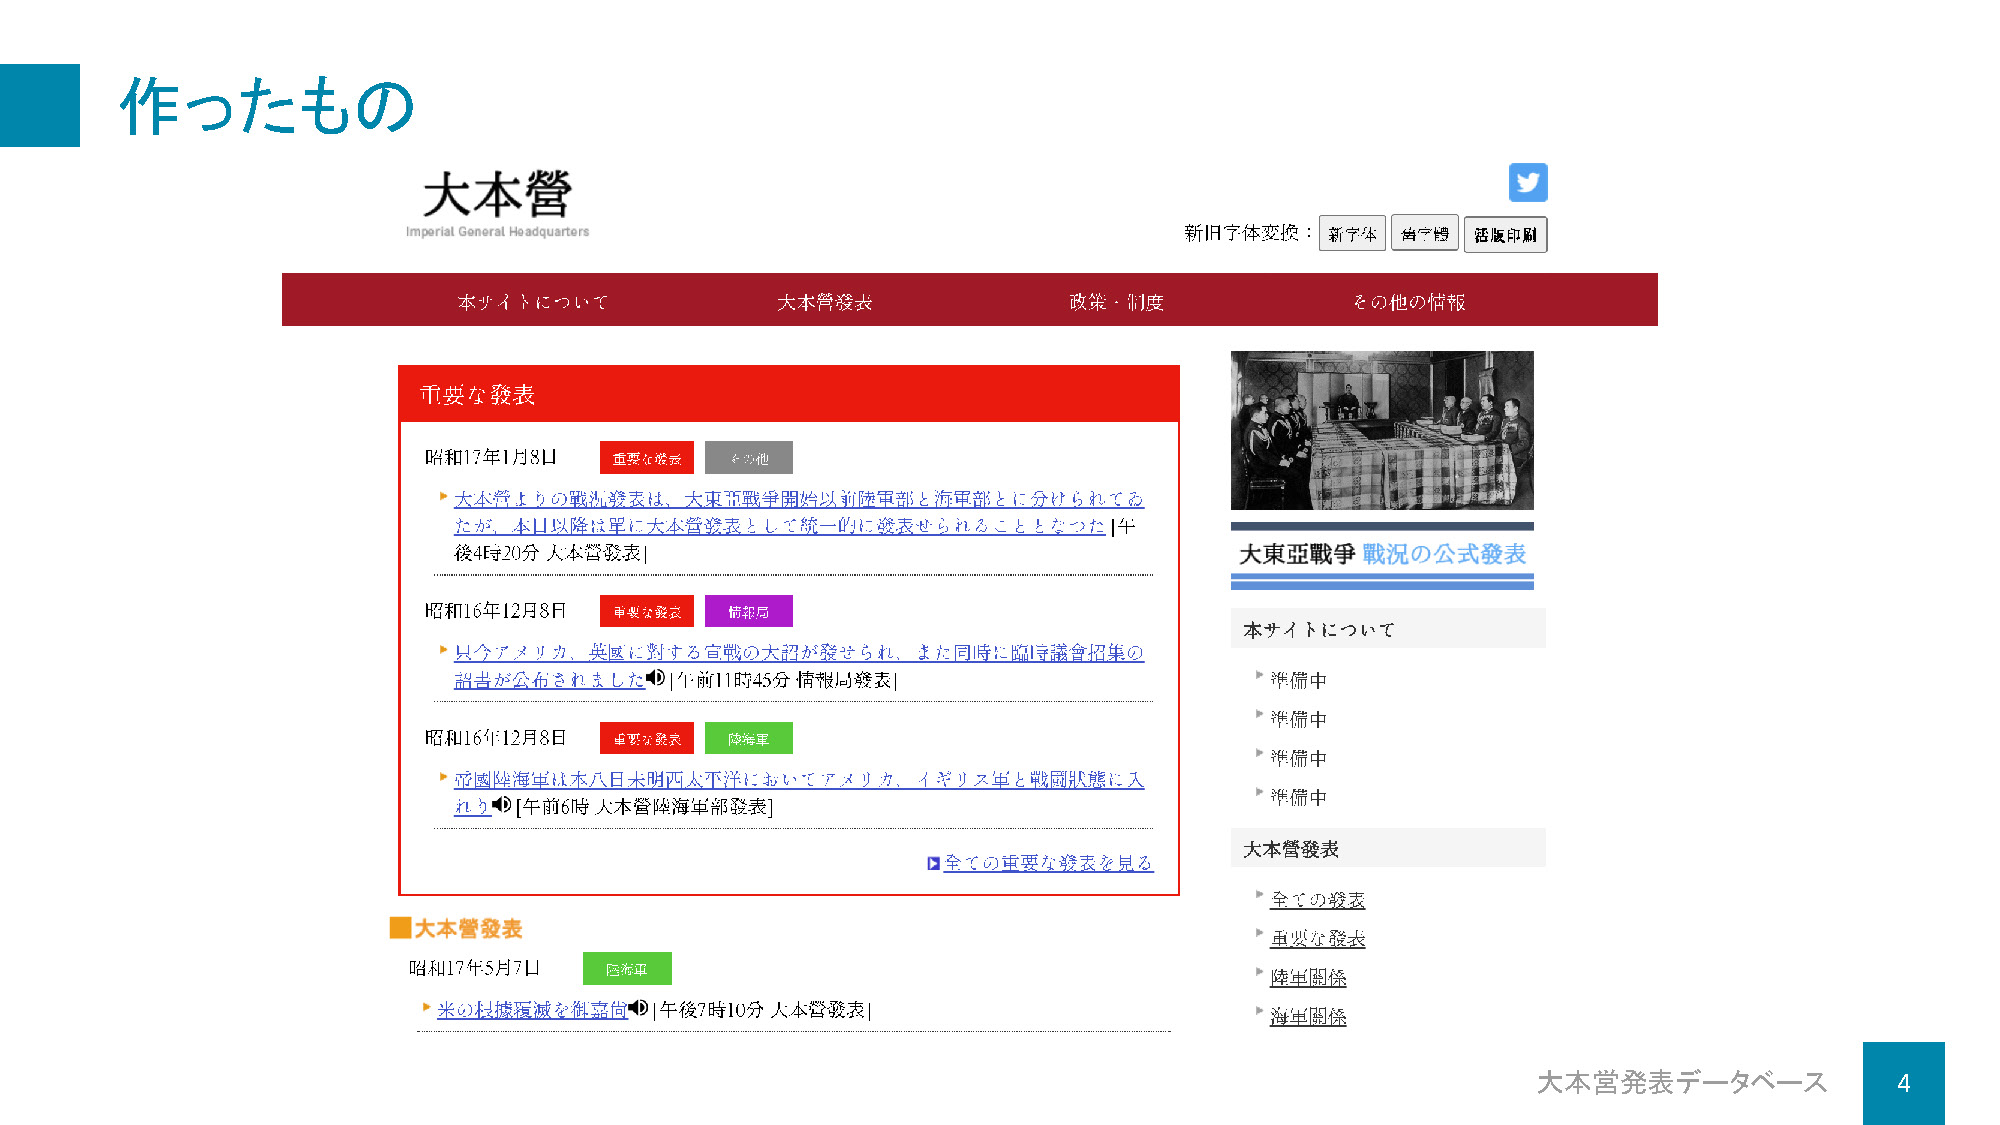 作ったもの
大本營
Imperial General Headquarters
新旧字体変換： 新字体 舊字體 活版印刷
本サイトについて 大本營發表 政策・制度 その他の情報
重要な發表
昭和17年1月8日 重要な發表 その他
大本營よりの戰況發表は、大東亞戰爭開始以前陸軍部と海軍部とに分けられてゐ
たが、本日以降は單に大本營發表として統一的に發表せられることとなつた [午
後4時20分 大本營發表]
昭和16年12月8日 重要な發表 情報局
只今アメリカ、英國に對する宣戰の大詔が發せられ、また同時に臨時議會招集の
詔書が公布されました [午前11時45分 情報局發表]
昭和16年12月8日 重要な發表 陸海軍
帝國陸海軍は本八日未明西太平洋においてアメリカ、イギリス軍と戰鬪狀態に入
れり [午前6時 大本營陸海軍部發表]
全ての重要な發表を見る
大本營發表
昭和17年5月7日 陸海軍
米の根據覆滅を御嘉尚 [午後7時10分 大本營發表]
大東亞戰爭 戰況の公式發表
本サイトについて
準備中
準備中
準備中
準備中
大本營發表
全ての發表
重要な發表
陸軍關係
海軍關係
大本営発表データベース
4